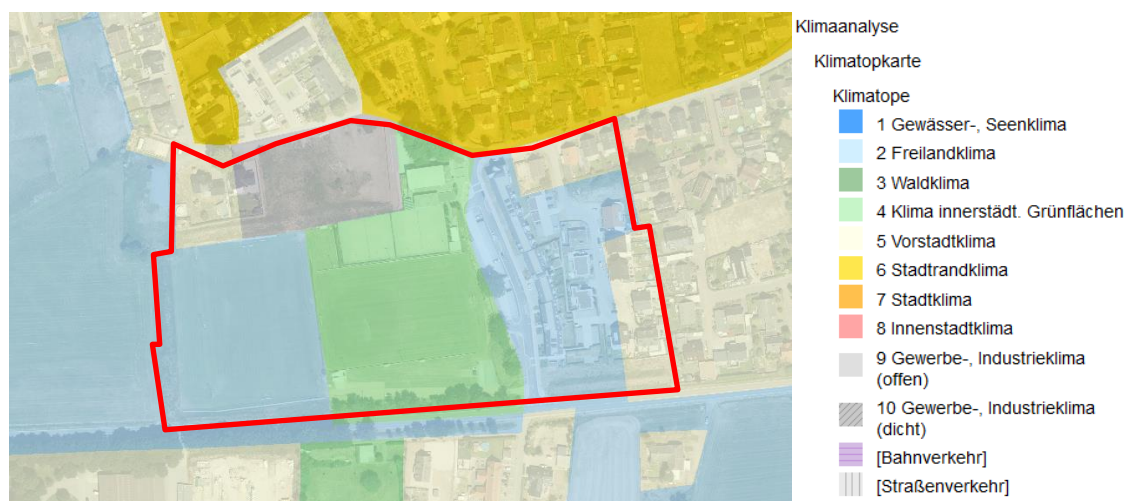 Klimaanalyse
Klimatopkarte
Klimatope
1 Gewässer-, Seenklima
2 Freilandklima
3 Waldklima
4 Klima innerstädt. Grünflächen
5 Vorstadtklima
6 Stadtrandklima
7 Stadtklima
8 Innenstadtklima
9 Gewerbe-, Industrieklima
(offen)
10 Gewerbe-, Industrieklima
(dicht)
[Bahnverkehr]
[Straßenverkehr]